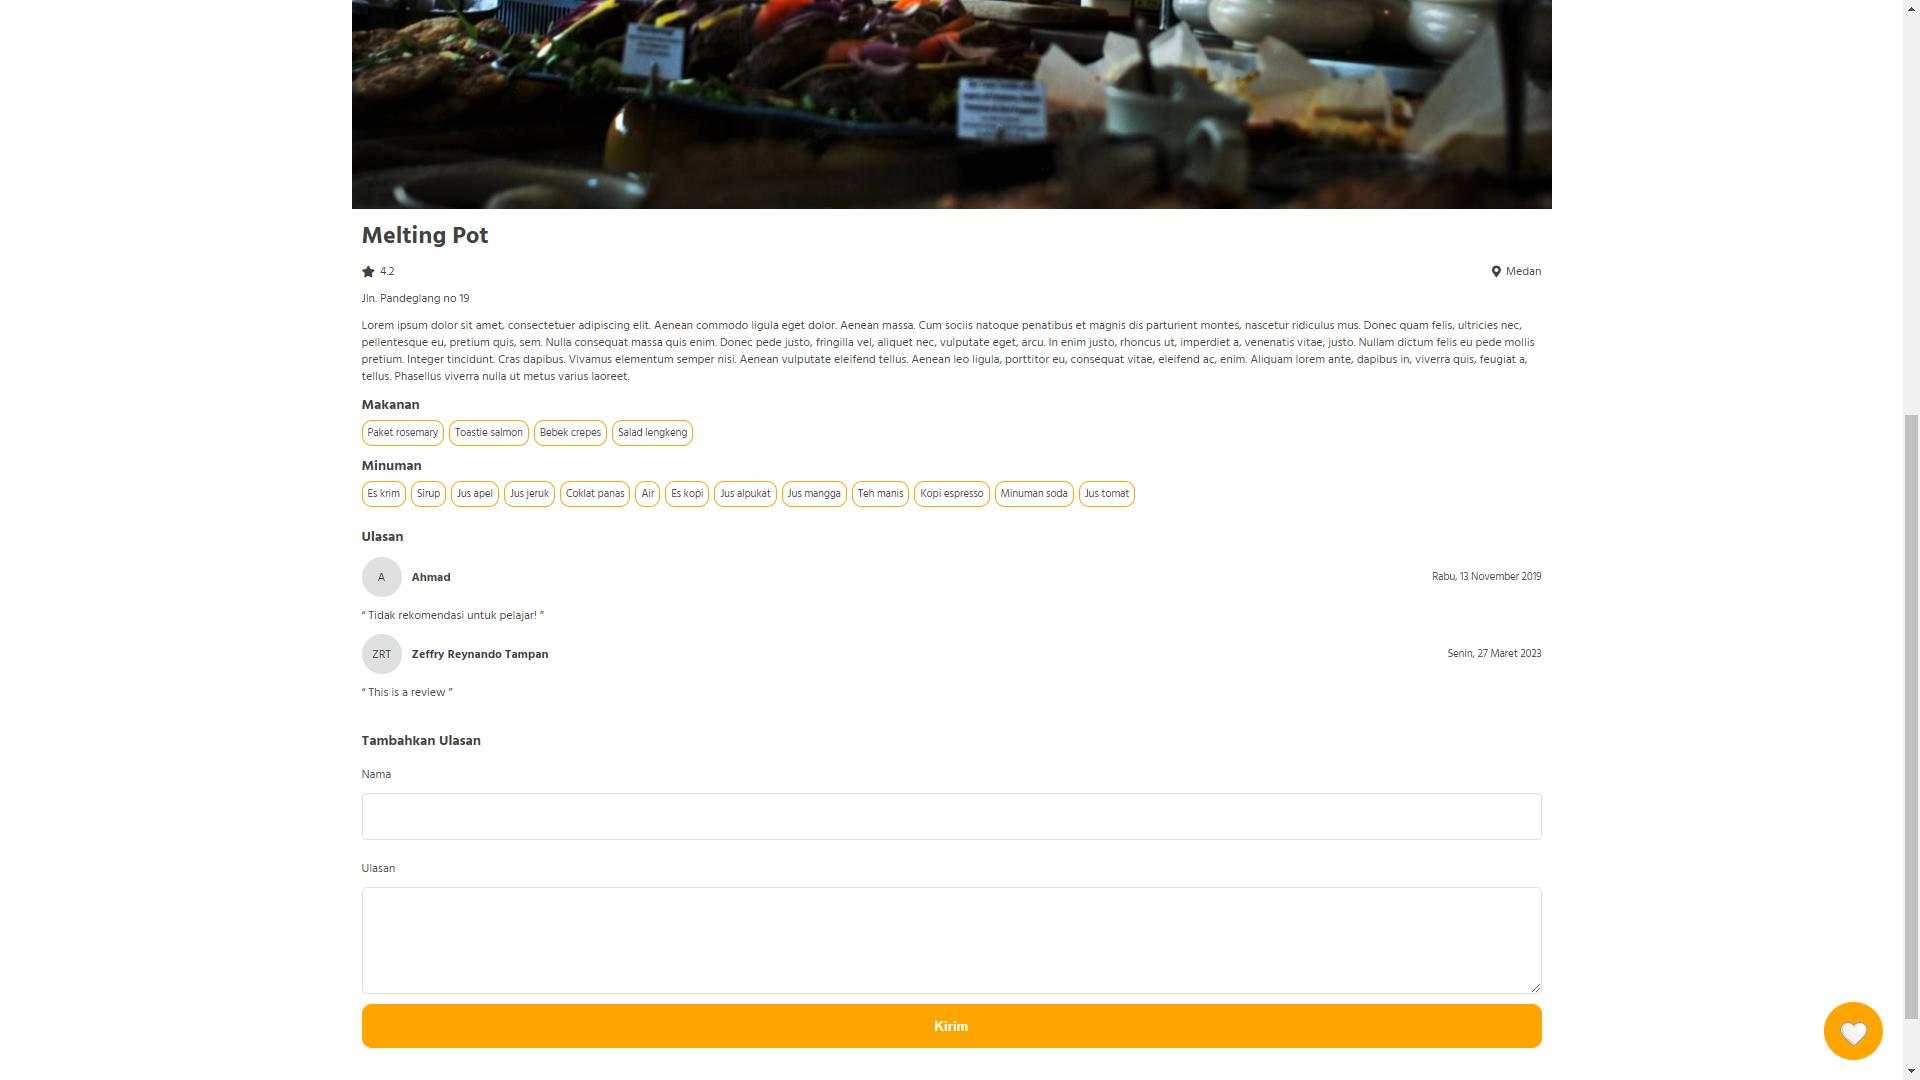 Melting Pot
4.2
Medan
Jln. Pandeglang no 19
Lorem ipsum dolor sit amet, consectetuer adipiscing elit. Aenean commodo ligula eget dolor. Aenean massa. Cum sociis natoque penatibus et magnis dis parturient montes, nascetur ridiculus mus. Donec quam felis, ultricies nec,
pellentesque eu, pretium quis, sem. Nulla consequat massa quis enim. Donec pede justo, fringilla vel, aliquet nec, vulputate eget, arcu. In enim justo, rhoncus ut, imperdiet a, venenatis vitae, justo. Nullam dictum felis eu pede mollis
pretium. Integer tincidunt. Cras dapibus. Vivamus elementum semper nisi. Aenean vulputate eleifend tellus. Aenean leo ligula, porttitor eu, consequat vitae, eleifend ac, enim. Aliquam lorem ante, dapibus in, viverra quis, feugiat a,
tellus. Phasellus viverra nulla ut metus varius laoreet.
Makanan
Paket rosemary Toastie salmon Bebek crepes Salad lengkeng
Minuman
Es krim Sirup Jus apel Jus jeruk Coklat panas Air Es kopi Jus alpukat Jus mangga Teh manis Kopi espresso Minuman soda Jus tomat
Ulasan
A Ahmad Rabu, 13 November 2019
“ Tidak rekomendasi untuk pelajar! ”
ZRT Zeffry Reynando Tampan Senin, 27 Maret 2023
“ This is a review ”
Tambahkan Ulasan
Nama
Ulasan
Kirim